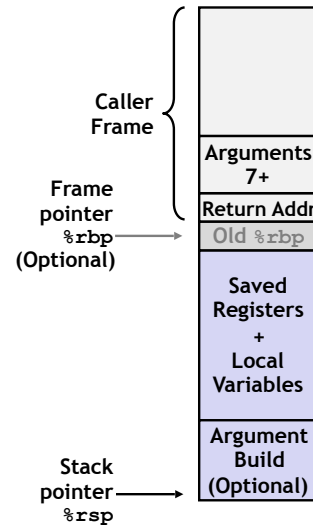 Caller
Frame
Arguments
7+
Return Addr
Frame
pointer
%rbp
(Optional)
Old %rbp
Saved
Registers
+
Local
Variables
Argument
Build
(Optional)
Stack
pointer
%rsp